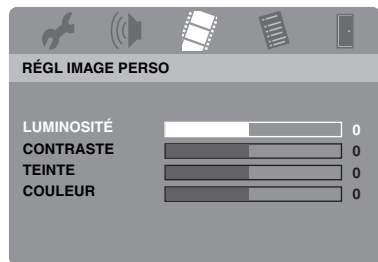 RÉGL IMAGE PERSO
LUMINOSITÉ 0
CONTRASTE 0
TEINTE 0
COULEUR 0